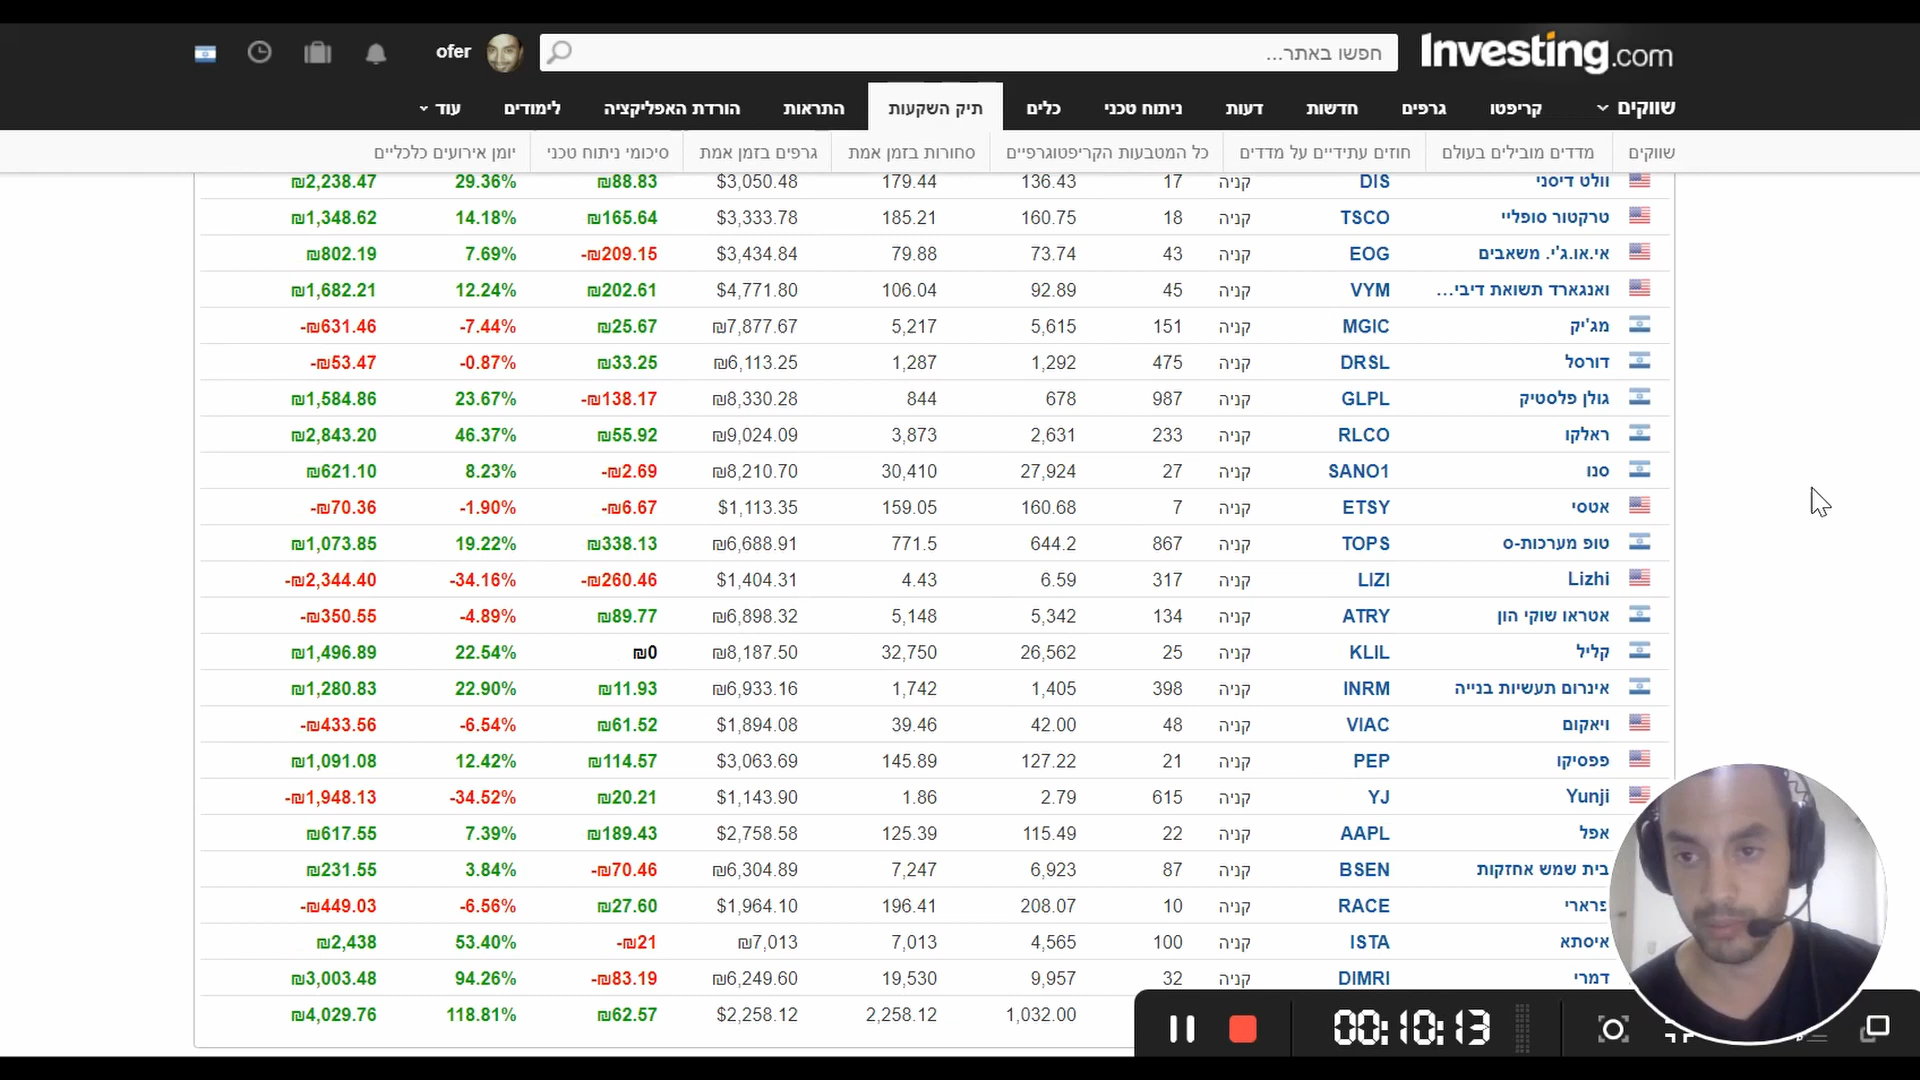 Investing.com
חפשו באתר...
ofer
שווקים קריפטו גרפים חדשות דעות ניתוח טכני כלים תיק השקעות התראות הורדת האפליקציה לימודים עוד
שווקים מדדים מובילים בעולם חוזים עתידיים על מדדים כל המטבעות הקריפטוגרפיים סחורות בזמן אמת גרפים בזמן אמת סיכומי ניתוח טכני יומן אירועים כלכליים
וולט דיסני DIS קניה 17 136.43 179.44 $3,050.48 ₪88.83 29.36% ₪2,238.47
טרקטור סופליי TSCO קניה 18 160.75 185.21 $3,333.78 ₪165.64 14.18% ₪1,348.62
אי.או.ג'י. משאבים EOG קניה 43 73.74 79.88 $3,434.84 -₪209.15 7.69% ₪802.19
ואנגארד תשואת דיבי... VYM קניה 45 92.89 106.04 $4,771.80 ₪202.61 12.24% ₪1,682.21
מג'יק MGIC קניה 151 5,615 5,217 ₪7,877.67 ₪25.67 -7.44% -₪631.46
דורסל DRSL קניה 475 1,292 1,287 ₪6,113.25 ₪33.25 -0.87% -₪53.47
גולן פלסטיק GLPL קניה 987 678 844 ₪8,330.28 -₪138.17 23.67% ₪1,584.86
ראלקו RLCO קניה 233 2,631 3,873 ₪9,024.09 ₪55.92 46.37% ₪2,843.20
סנו SANO1 קניה 27 27,924 30,410 ₪8,210.70 -₪2.69 8.23% ₪621.10
אטסי ETSY קניה 7 160.68 159.05 $1,113.35 -₪6.67 -1.90% -₪70.36
טופ מערכות-ס TOPS קניה 867 644.2 771.5 ₪6,688.91 ₪338.13 19.22% ₪1,073.85
Lizhi LIZI קניה 317 6.59 4.43 $1,404.31 -₪260.46 -34.16% -₪2,344.40
אטראו שוקי הון ATRY קניה 134 5,342 5,148 ₪6,898.32 ₪89.77 -4.89% -₪350.55
קליל KLIL קניה 25 26,562 32,750 ₪8,187.50 ₪0 22.54% ₪1,496.89
אינרום תעשיות בנייה INRM קניה 398 1,405 1,742 ₪6,933.16 ₪11.93 22.90% ₪1,280.83
ויאקום VIAC קניה 48 42.00 39.46 $1,894.08 ₪61.52 -6.54% -₪433.56
פפסיקו PEP קניה 21 127.22 145.89 $3,063.69 ₪114.57 12.42% ₪1,091.08
Yunji YJ קניה 615 2.79 1.86 $1,143.90 ₪20.21 -34.52% -₪1,948.13
אפל AAPL קניה 22 115.49 125.39 $2,758.58 ₪189.43 7.39% ₪617.55
בית שמש אחזקות BSEN קניה 87 6,923 7,247 ₪6,304.89 -₪70.46 3.84% ₪231.55
פרארי RACE קניה 10 208.07 196.41 $1,964.10 ₪27.60 -6.56% -₪449.03
איסתא ISTA קניה 100 4,565 7,013 ₪7,013 -₪21 53.40% ₪2,438
דמרי DIMRI קניה 32 9,957 19,530 ₪6,249.60 -₪83.19 94.26% ₪3,003.48
1,032.00 2,258.12 $2,258.12 ₪62.57 118.81% ₪4,029.76
00:10:13